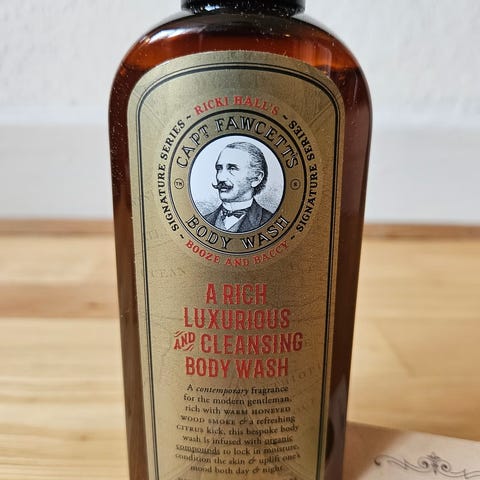 RICKI HALL'S
SIGNATURE SERIES
SIGNATURE SERIES
CAPT FAWCETT'S
BODY WASH
BOOZE AND BACCY
A RICH
LUXURIOUS
AND CLEANSING
BODY WASH
A contemporary fragrance
for the modern gentleman,
rich with WARM HONEYED
WOOD SMOKE & a refreshing
CITRUS kick, this bespoke body
wash is infused with organic
compounds to lock in moisture,
condition the skin & uplift one's
mood both day & night.